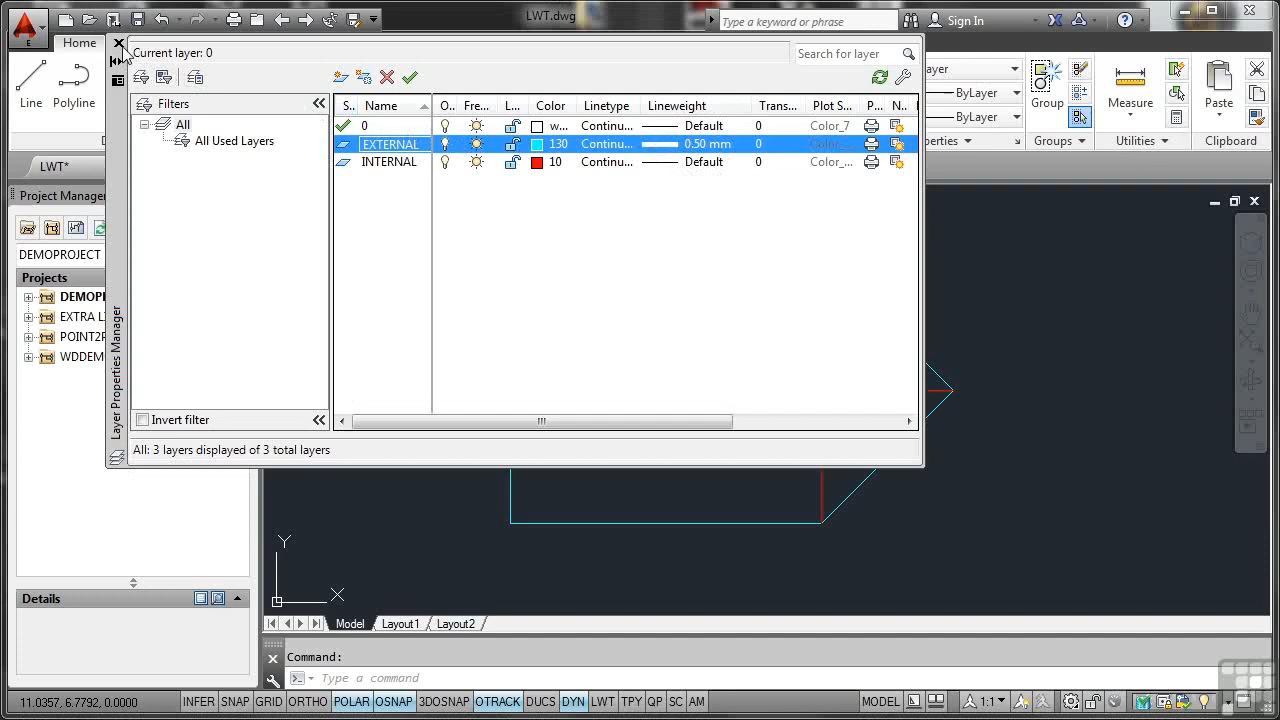 LWT.dwg
Type a keyword or phrase
Sign In
E
Home
Line
Polyline
Current layer: 0
Search for layer
ayer
ByLayer
ByLayer
Group
Measure
Paste
perties
Groups
Utilities
Clipboard
LWT*
Project Manager
DEMOPROJECT
Projects
DEMOP
EXTRA L
POINT2P
WDDEM
Details
Layer Properties Manager
Filters
All
All Used Layers
Invert filter
S.. Name O.. Fre... L... Color Linetype Lineweight Trans... Plot S... P... N..
0 w... Continu... Default 0 Color_7
EXTERNAL 130 Continu... 0.50 mm 0 Color_...
INTERNAL 10 Continu... Default 0 Color_...
All: 3 layers displayed of 3 total layers
Y
X
Model Layout1 Layout2
Command:
Type a command
11.0357, 6.7792, 0.0000
INFER SNAP GRID ORTHO POLAR OSNAP 3DOSNAP OTRACK DUCS DYN LWT TPY QP SC AM
MODEL
1:1